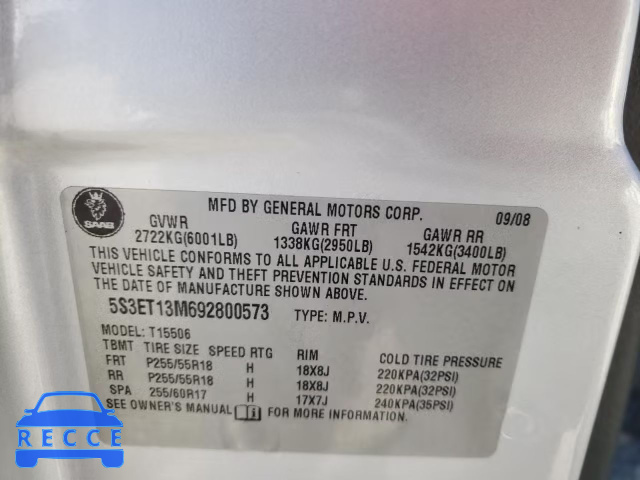 SAAB
MFD BY GENERAL MOTORS CORP. 09/08
GVWR GAWR FRT GAWR RR
2722KG(6001LB) 1338KG(2950LB) 1542KG(3400LB)
THIS VEHICLE CONFORMS TO ALL APPLICABLE U.S. FEDERAL MOTOR
VEHICLE SAFETY AND THEFT PREVENTION STANDARDS IN EFFECT ON
THE DATE OF MANUFACTURE SHOWN ABOVE.
5S3ET13M692800573 TYPE: M.P.V.
MODEL: T15506
TBMT TIRE SIZE SPEED RTG RIM COLD TIRE PRESSURE
FRT P255/55R18 H 18X8J 220KPA(32PSI)
RR P255/55R18 H 18X8J 220KPA(32PSI)
SPA 255/60R17 H 17X7J 240KPA(35PSI)
SEE OWNER'S MANUAL FOR MORE INFORMATION.
RECCE